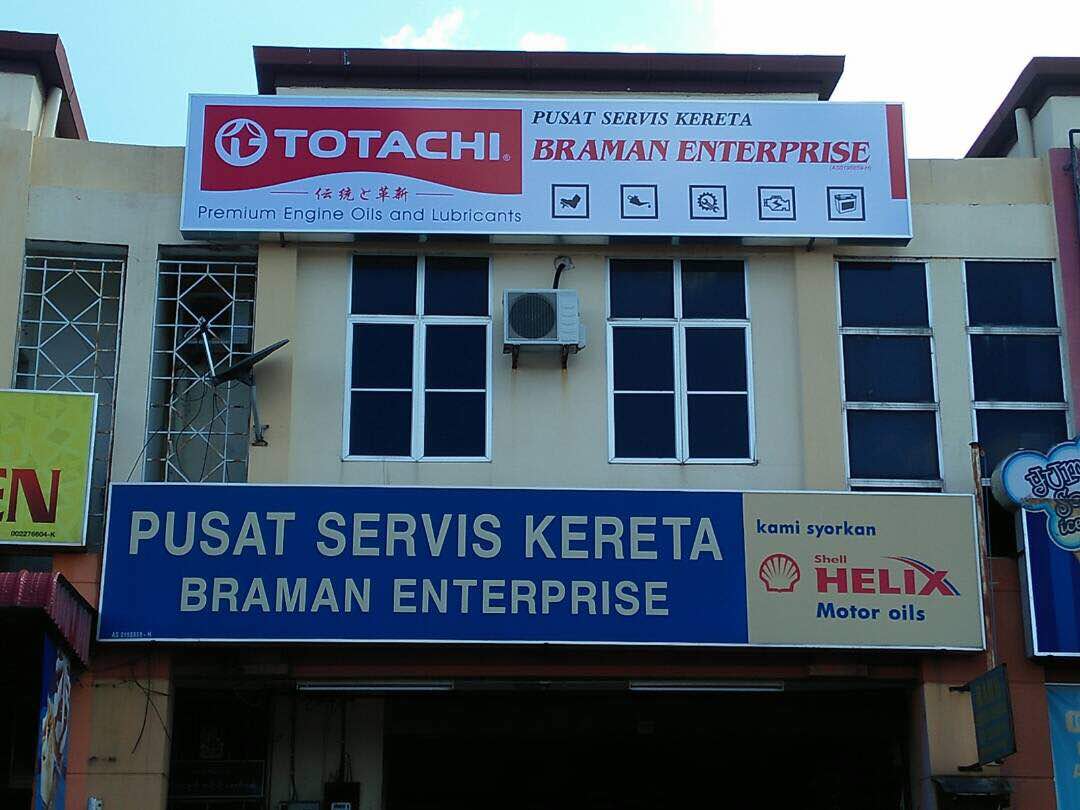 TOTACHI
伝統と革新
Premium Engine Oils and Lubricants
PUSAT SERVIS KERETA
BRAMAN ENTERPRISE
EN
002276604-K
PUSAT SERVIS KERETA
BRAMAN ENTERPRISE
kami syorkan
Shell
HELIX
Motor oils